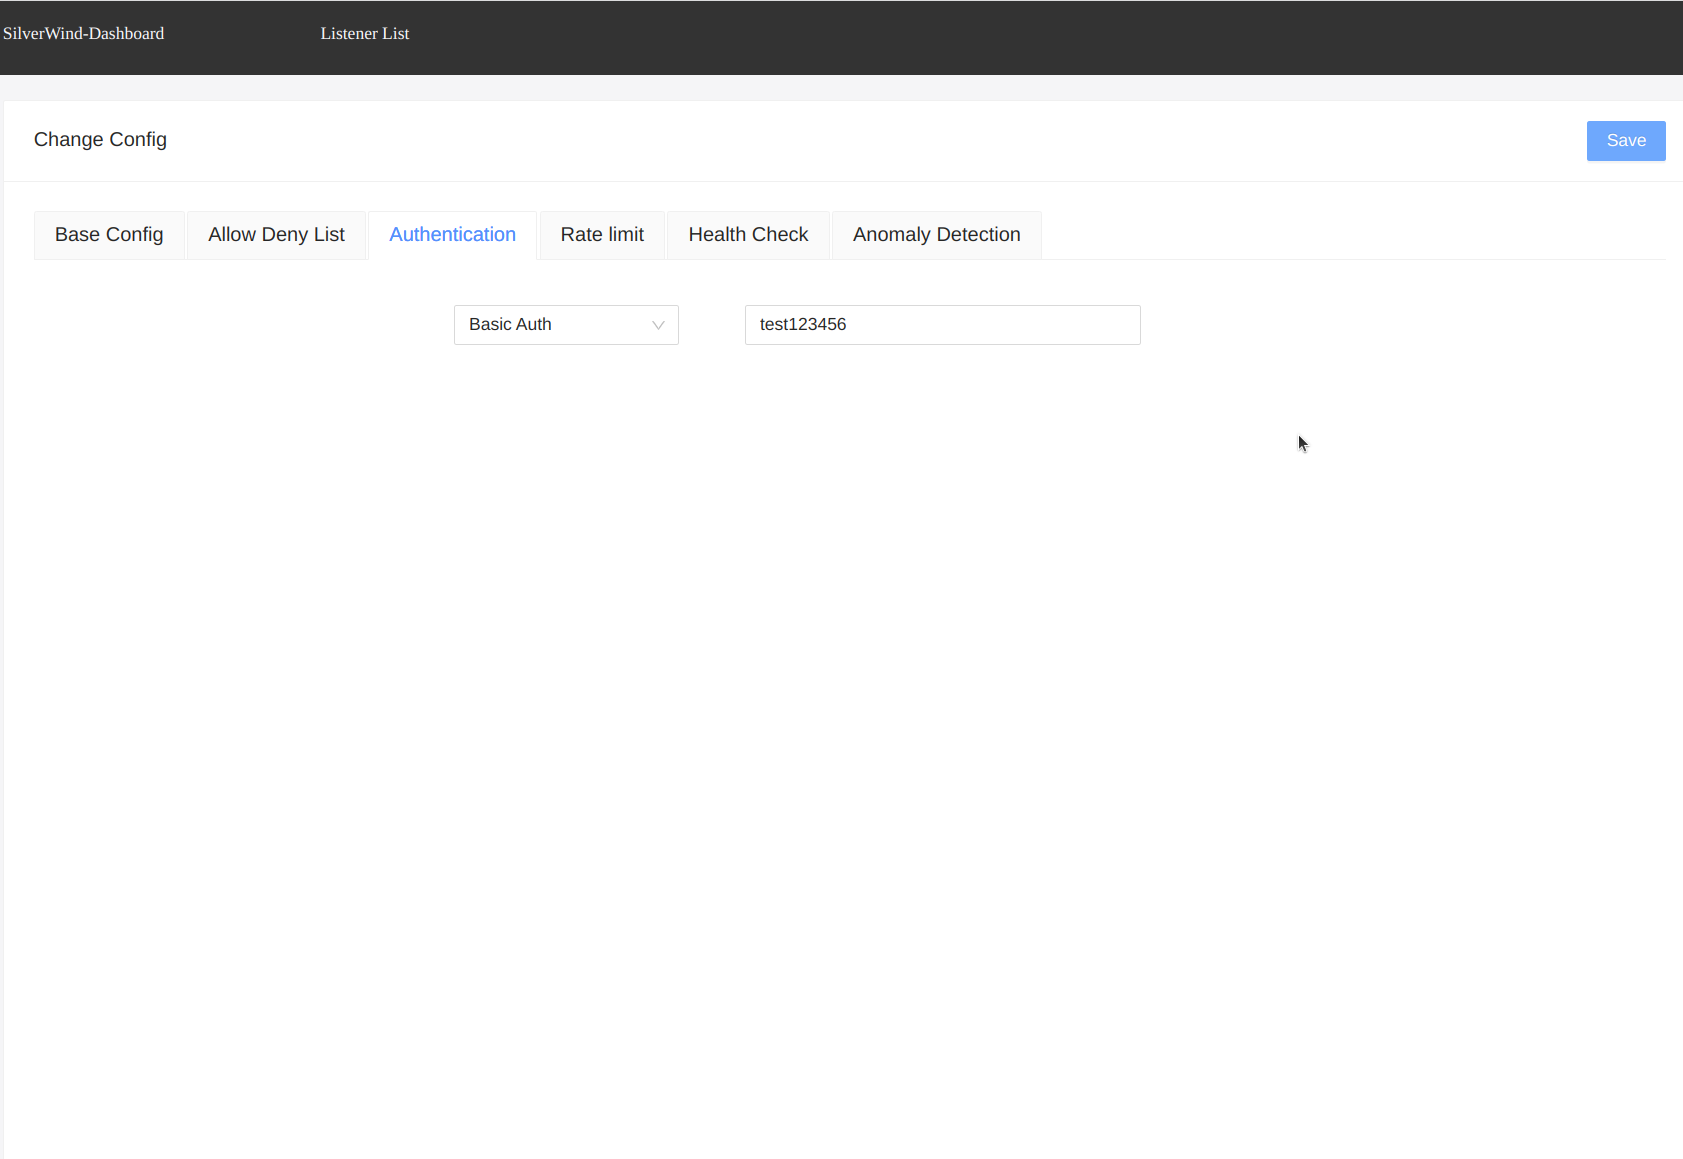 SilverWind-Dashboard Listener List
Change Config Save
Base Config Allow Deny List Authentication Rate limit Health Check Anomaly Detection
Basic Auth test123456